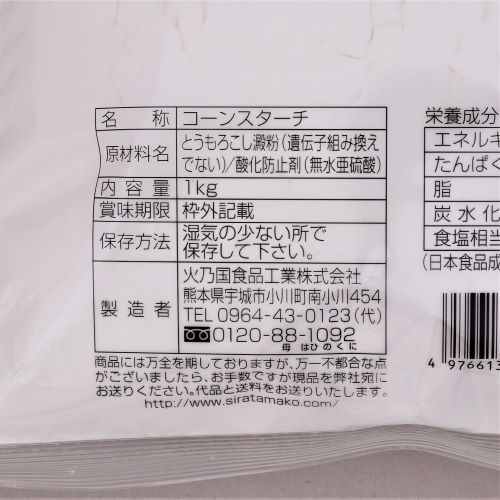 名称 コーンスターチ
原材料名 とうもろこし澱粉(遺伝子組み換え
でない)/酸化防止剤(無水亜硫酸)
内容量 1kg
賞味期限 枠外記載
保存方法 湿気の少ない所で
保存して下さい。
製造者 火乃国食品工業株式会社
熊本県宇城市小川町南小川454
TEL 0964-43-0123(代)
0120-88-1092
母 はひのくに
商品には万全を期しておりますが、万一不都合な点
がございましたら、お手数ですが現品を弊社宛に
お送りください。代品と送料をお送りいたします。
http://www.siratamako.com/
栄養成分
エネルギ
たんぱく
脂
炭水化
食塩相当
(日本食品成
4 976613